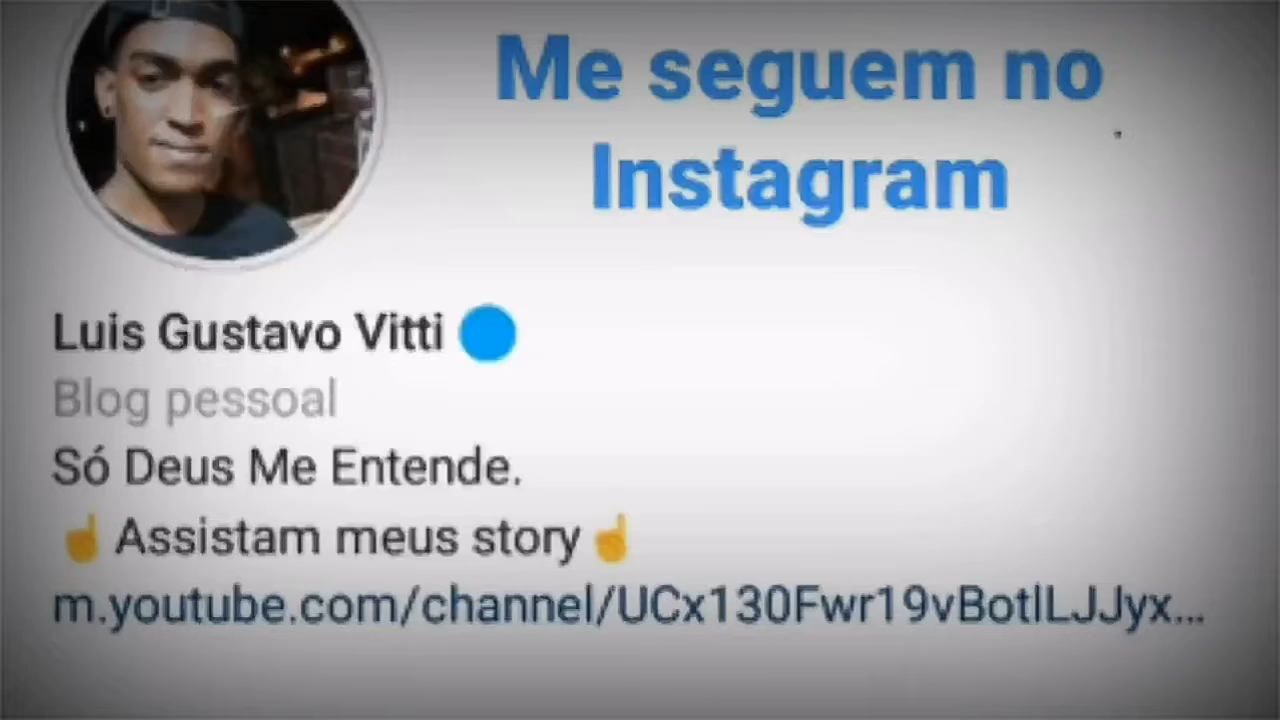 Me seguem no
Instagram
Luis Gustavo Vitti
Blog pessoal
Só Deus Me Entende.
☝Assistam meus story☝
m.youtube.com/channel/UCx130Fwr19vBotlLJJyx...